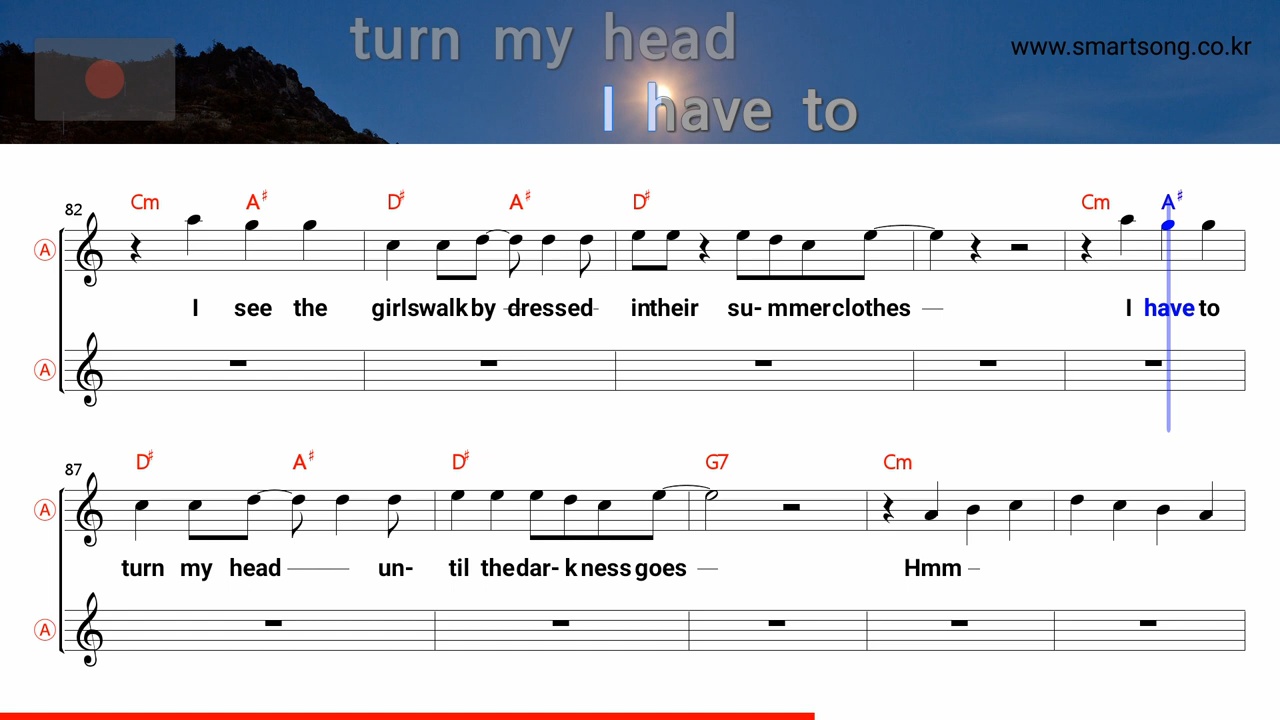 turn my head
www.smartsong.co.kr
I have to
Cm A♯ D♯ A♯ D♯ Cm A♯
82
A
I see the girls walk by dressed in their su- mmer clothes I have to
A
D♯ A♯ D♯ G7 Cm
87
A
turn my head un- til the dar- k ness goes Hmm
A